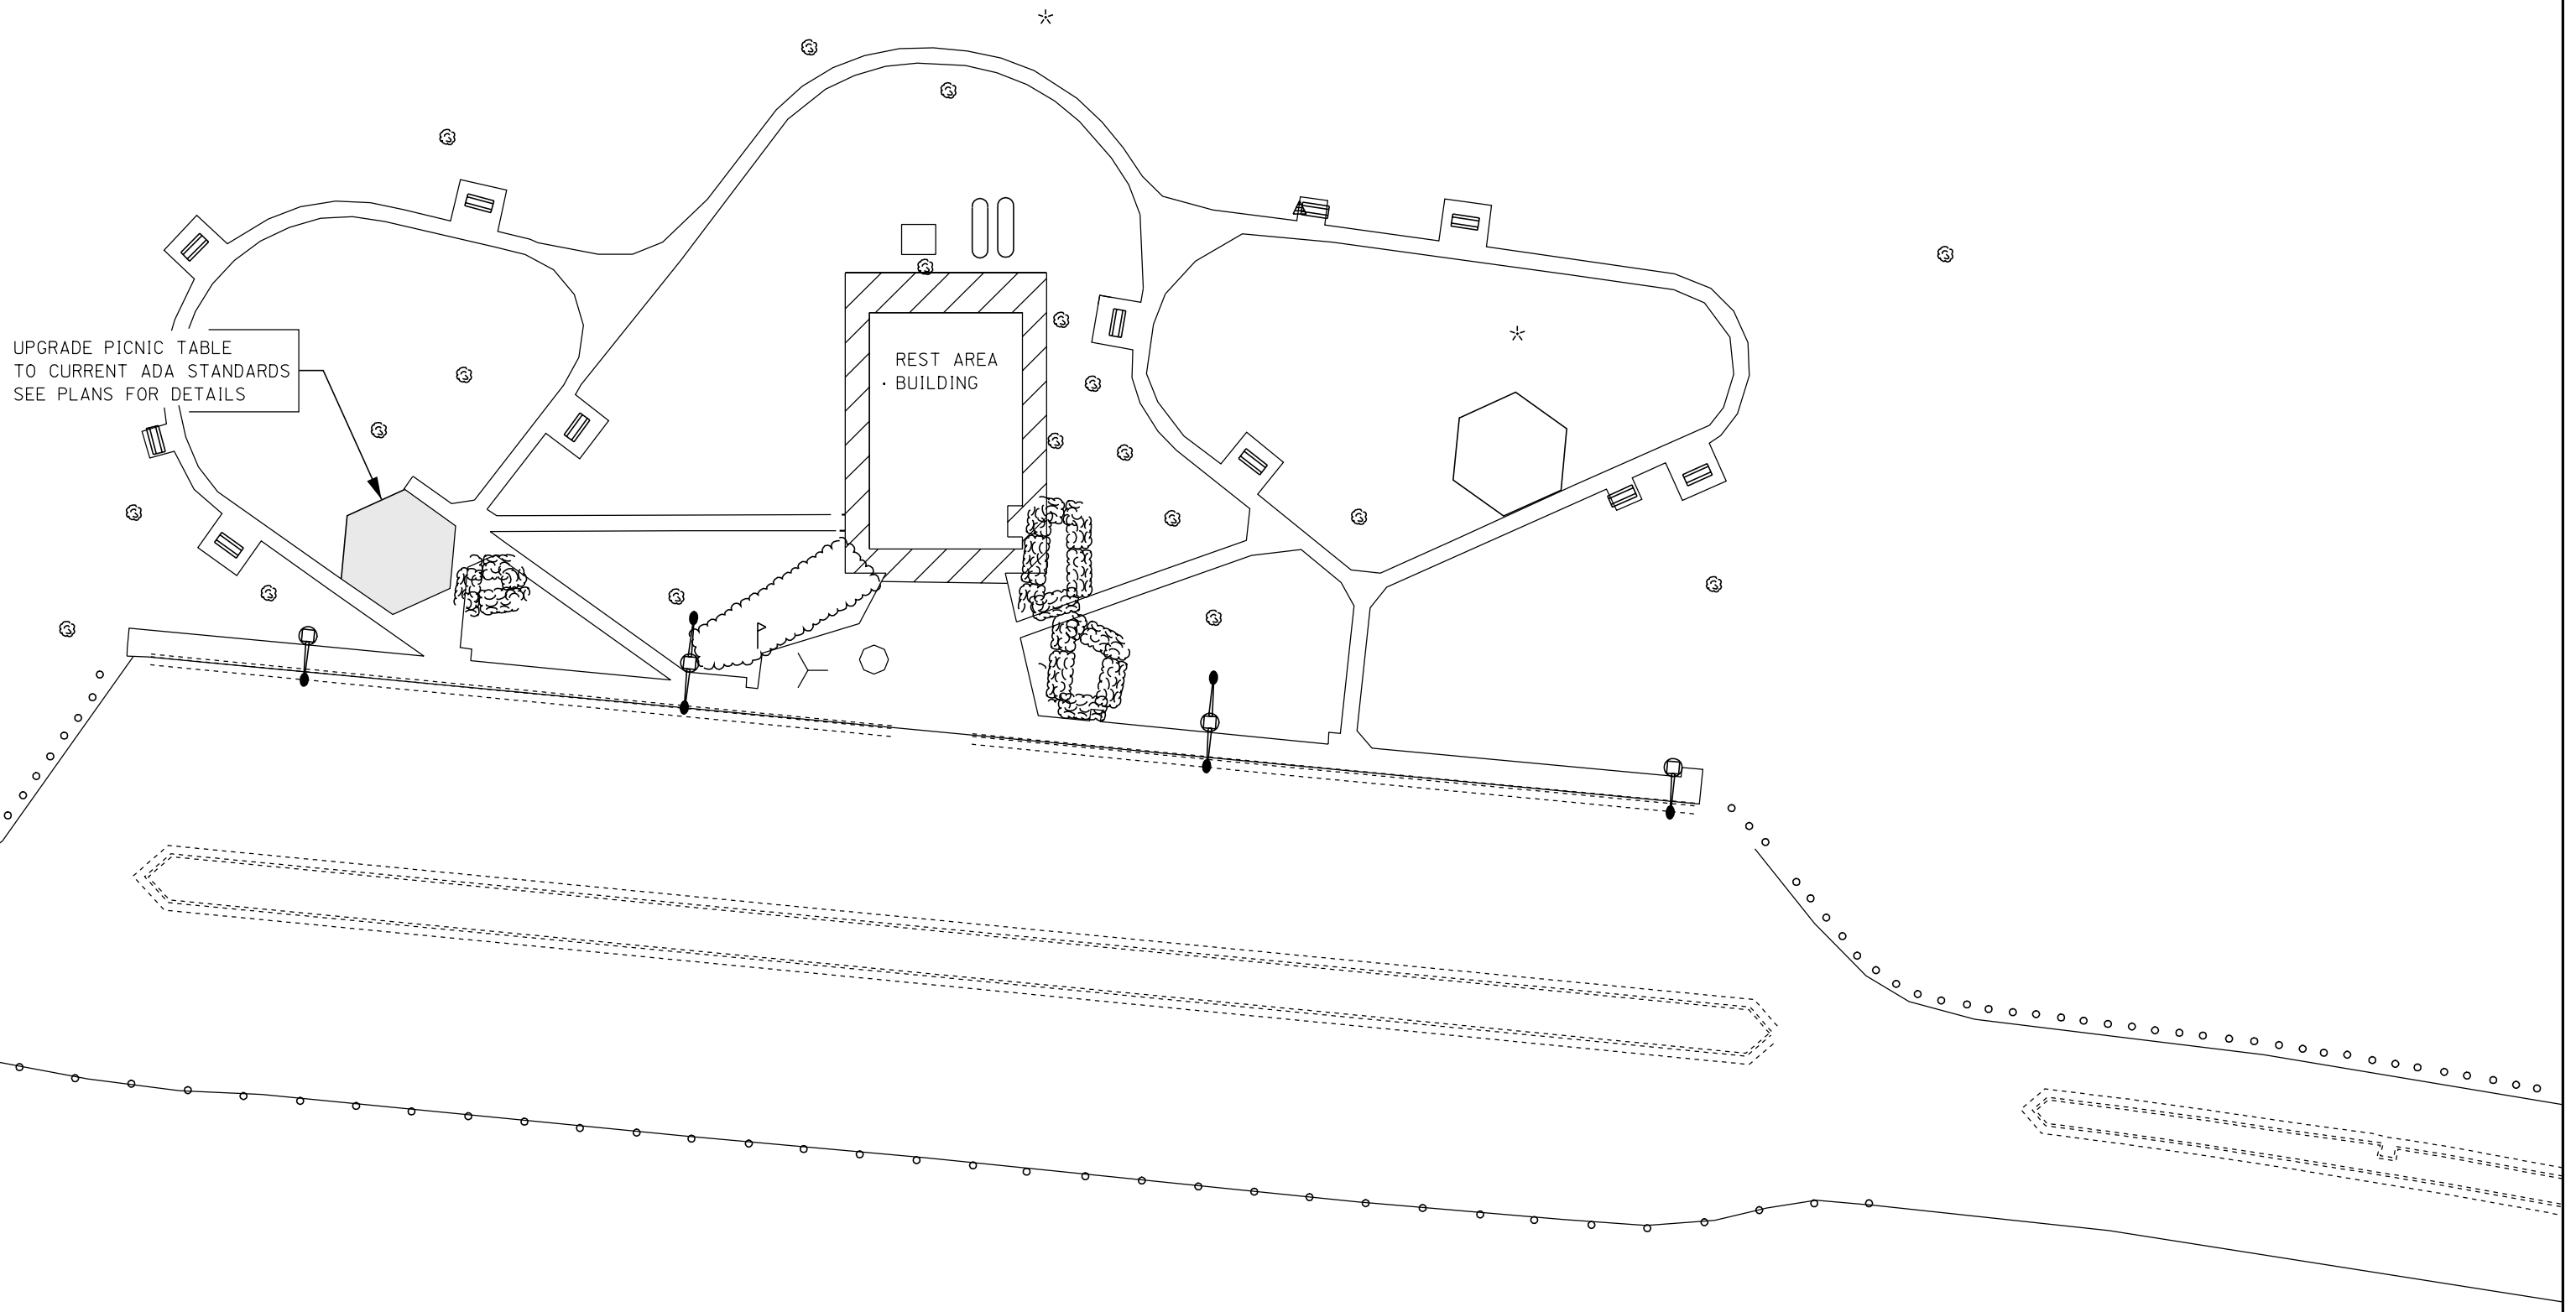 UPGRADE PICNIC TABLE
TO CURRENT ADA STANDARDS
SEE PLANS FOR DETAILS
REST AREA
BUILDING